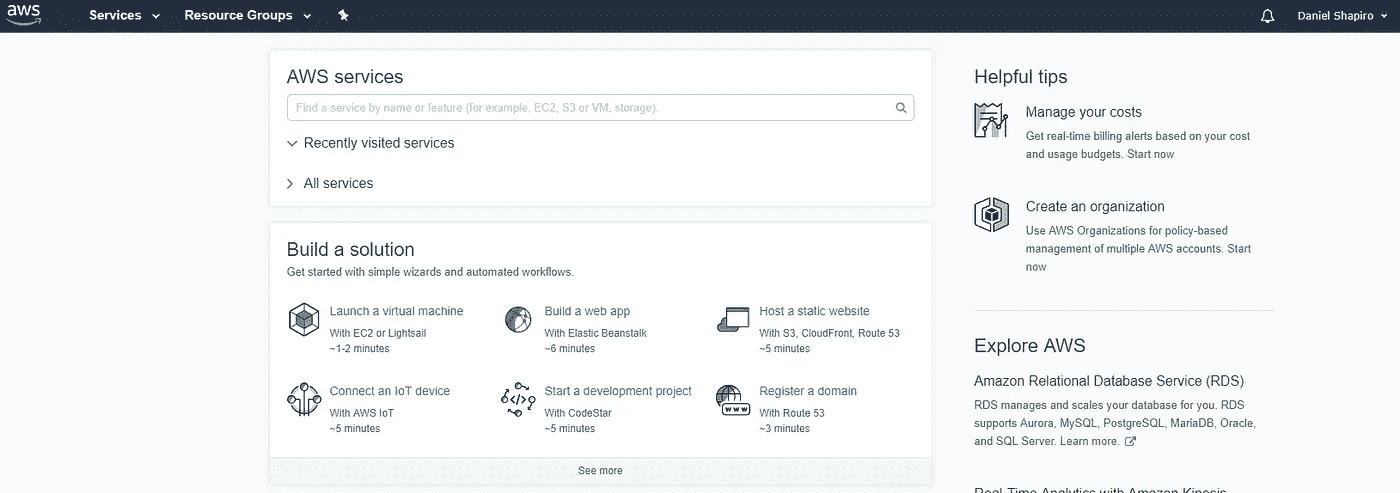 aws Services Resource Groups Daniel Shapiro
AWS services
Find a service by name or feature (for example, EC2, S3 or VM, storage).
Recently visited services
All services
Build a solution
Get started with simple wizards and automated workflows.
Launch a virtual machine
With EC2 or Lightsail
~1-2 minutes
Build a web app
With Elastic Beanstalk
~6 minutes
Host a static website
With S3, CloudFront, Route 53
~5 minutes
Connect an IoT device
With AWS IoT
~5 minutes
Start a development project
With CodeStar
~5 minutes
www
Register a domain
With Route 53
~3 minutes
See more
Helpful tips
Manage your costs
Get real-time billing alerts based on your cost
and usage budgets. Start now
Create an organization
Use AWS Organizations for policy-based
management of multiple AWS accounts. Start
now
Explore AWS
Amazon Relational Database Service (RDS)
RDS manages and scales your database for you. RDS
supports Aurora, MySQL, PostgreSQL, MariaDB, Oracle,
and SQL Server. Learn more.
Real-Time Analytics with Amazon Kinesis